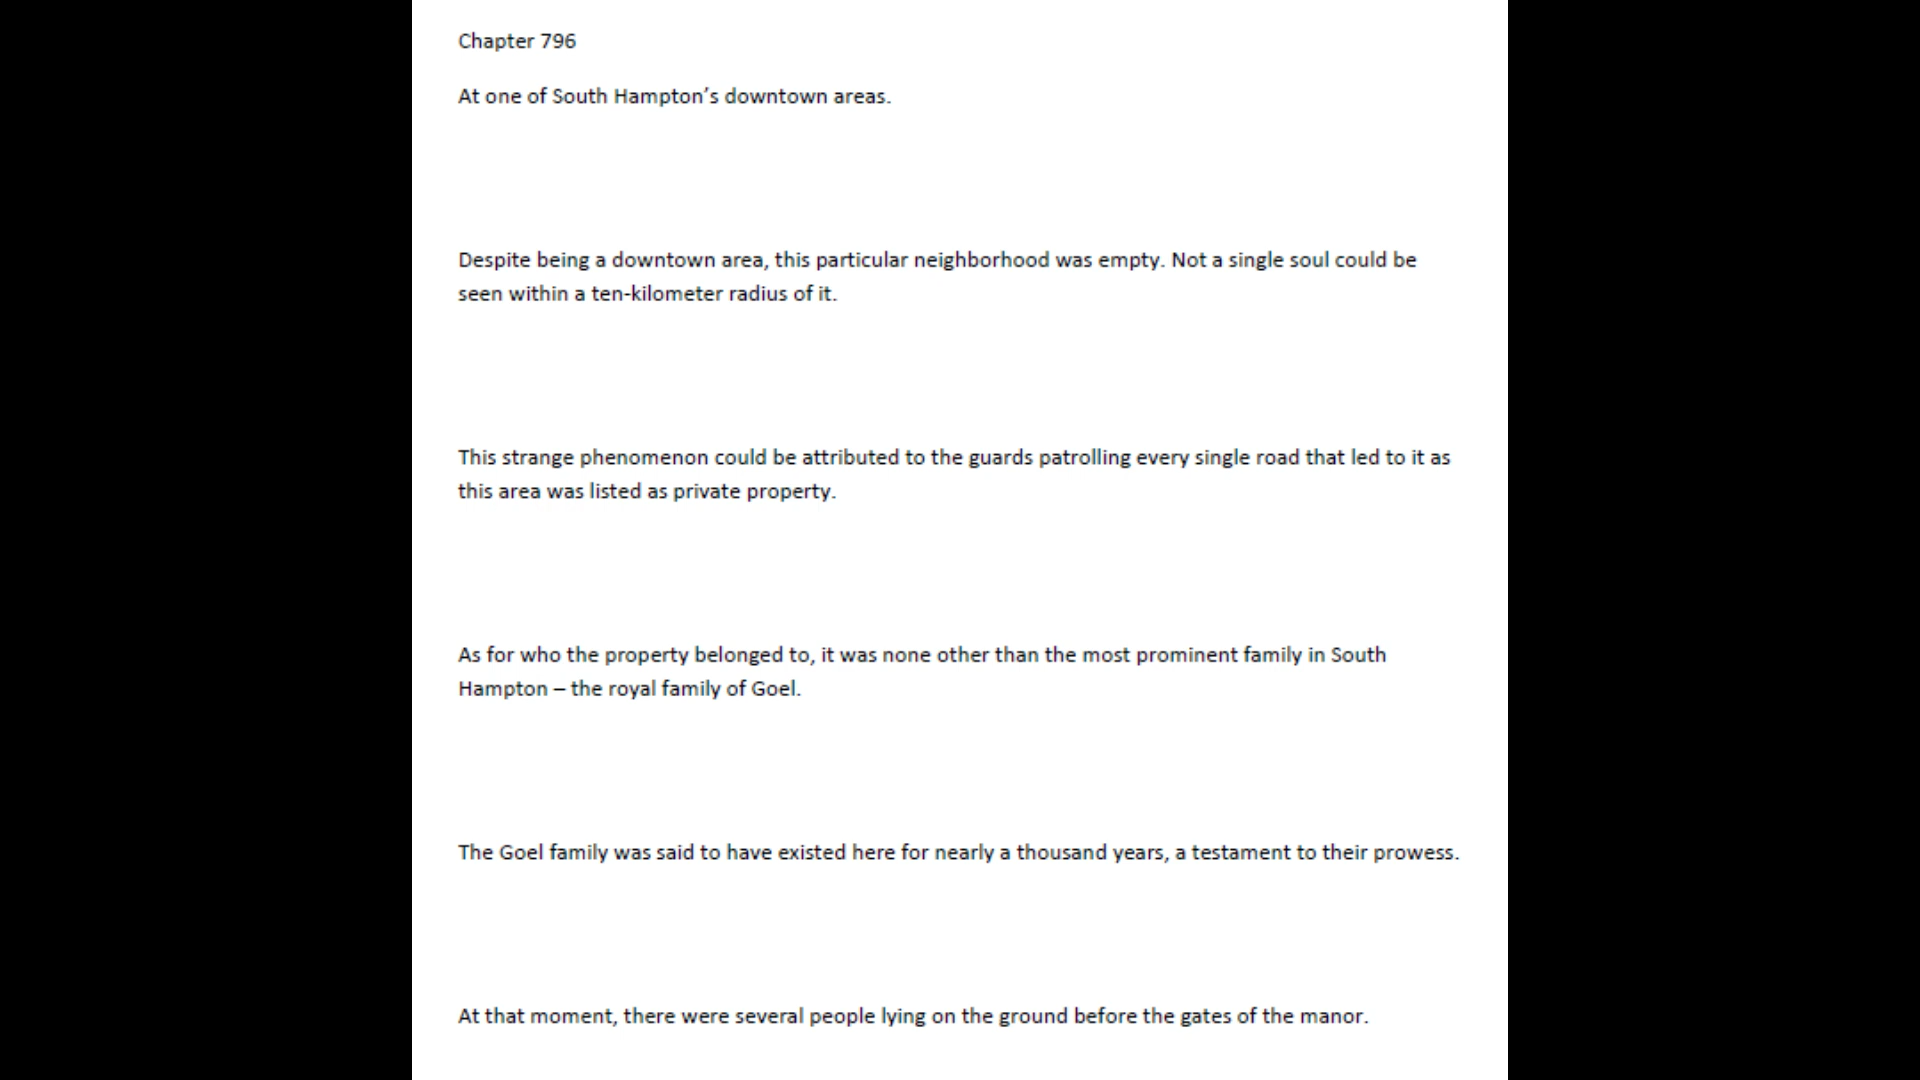 Chapter 796
At one of South Hampton’s downtown areas.
Despite being a downtown area, this particular neighborhood was empty. Not a single soul could be
seen within a ten-kilometer radius of it.
This strange phenomenon could be attributed to the guards patrolling every single road that led to it as
this area was listed as private property.
As for who the property belonged to, it was none other than the most prominent family in South
Hampton – the royal family of Goel.
The Goel family was said to have existed here for nearly a thousand years, a testament to their prowess.
At that moment, there were several people lying on the ground before the gates of the manor.